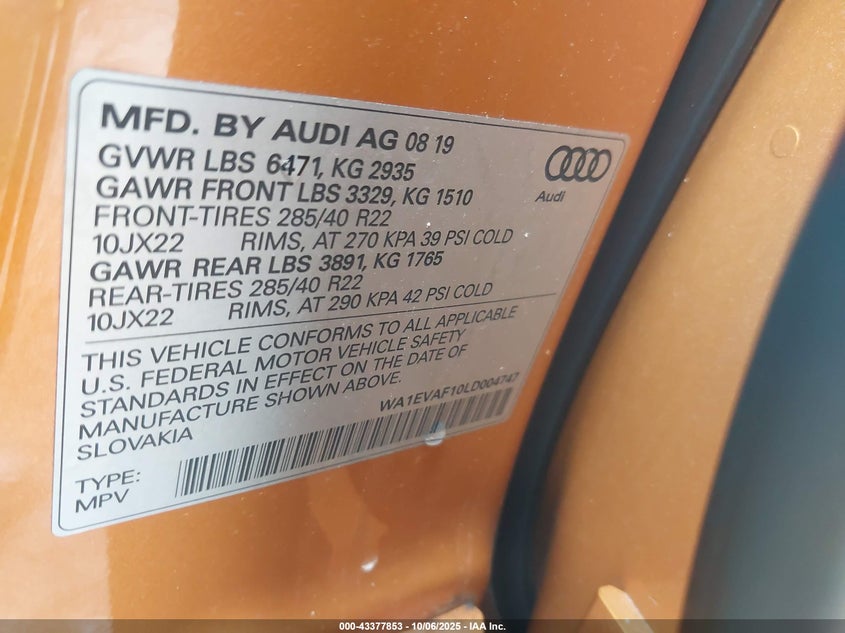 MFD. BY AUDI AG 08 19
GVWR LBS 6471, KG 2935
GAWR FRONT LBS 3329, KG 1510
FRONT-TIRES 285/40 R22
10JX22 RIMS, AT 270 KPA 39 PSI COLD
GAWR REAR LBS 3891, KG 1765
REAR-TIRES 285/40 R22
10JX22 RIMS, AT 290 KPA 42 PSI COLD
Audi
THIS VEHICLE CONFORMS TO ALL APPLICABLE
U.S. FEDERAL MOTOR VEHICLE SAFETY
STANDARDS IN EFFECT ON THE DATE OF
MANUFACTURE SHOWN ABOVE.
SLOVAKIA
WA1EVAF10LD004747
TYPE:
MPV
000-43377853 - 10/06/2025 - IAA Inc.